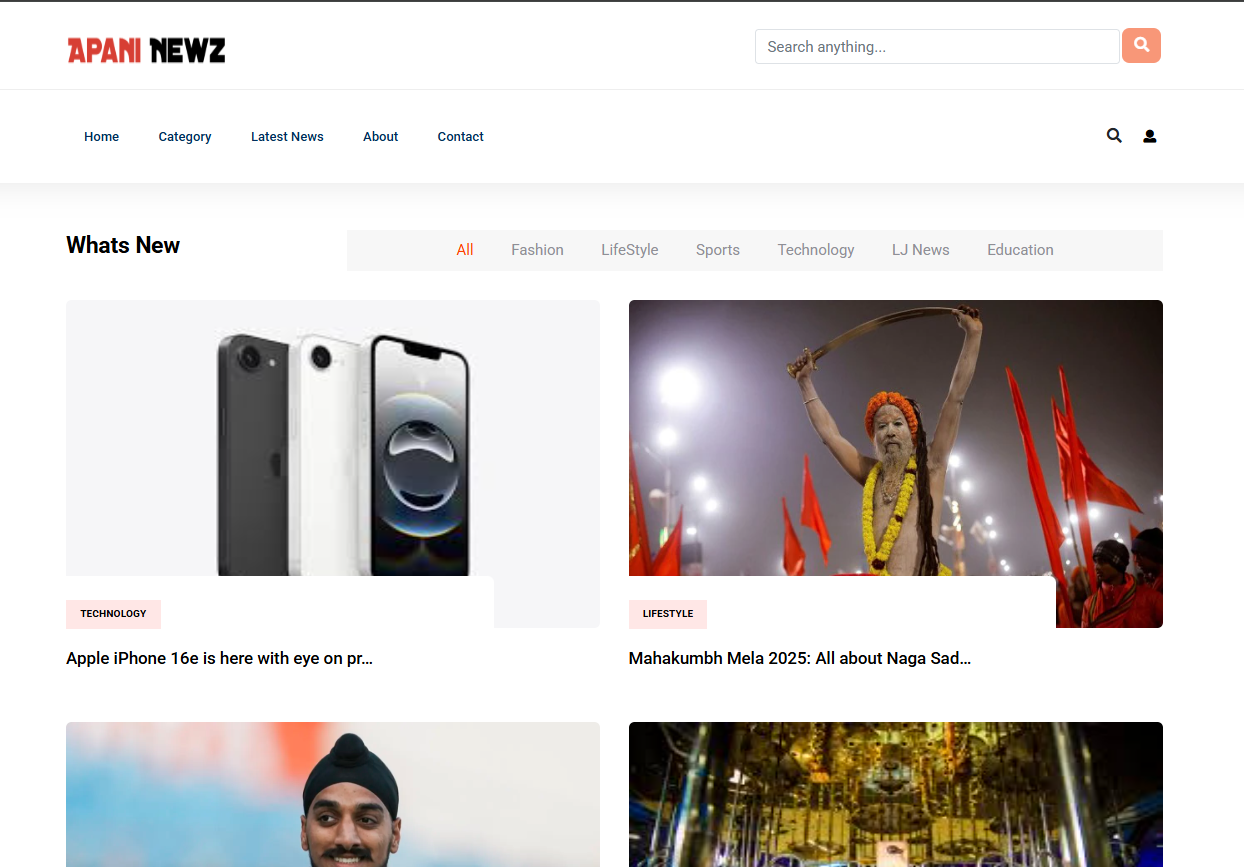 APANI NEWZ
Search anything...
Home Category Latest News About Contact
Whats New
All Fashion LifeStyle Sports Technology LJ News Education
TECHNOLOGY
Apple iPhone 16e is here with eye on pr...
LIFESTYLE
Mahakumbh Mela 2025: All about Naga Sad...